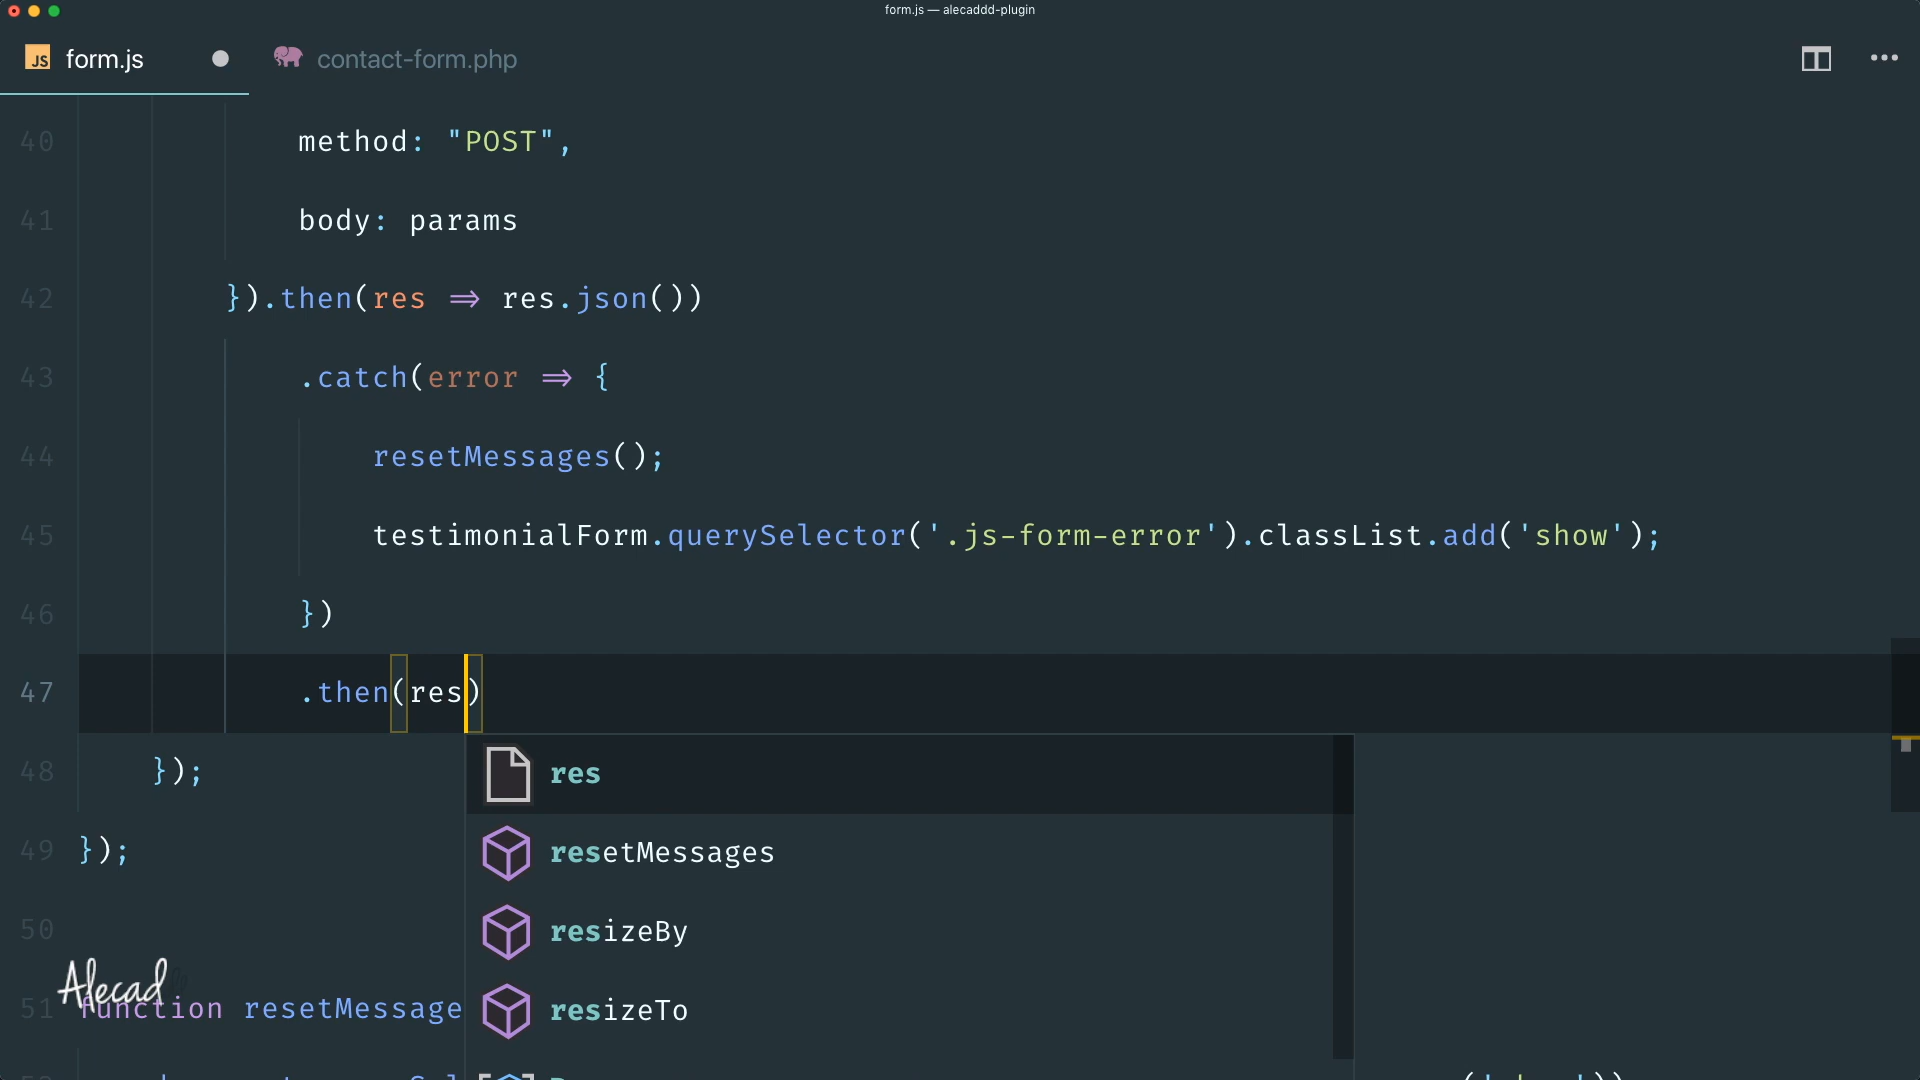 form.js — alecaddd-plugin
JS form.js contact-form.php
40 method: "POST",
41 body: params
42 }).then(res => res.json())
43 .catch(error => {
44 resetMessages();
45 testimonialForm.querySelector('.js-form-error').classList.add('show');
46 })
47 .then(res)
res
48 });
resetMessages
49 });
resizeBy
50
Alecad
51 function resetMessage
resizeTo